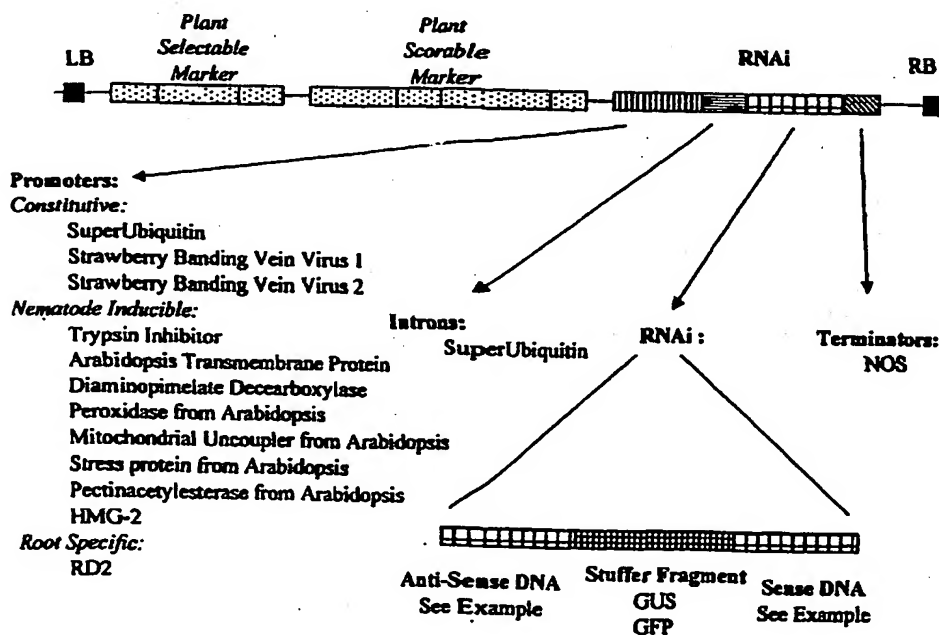 LB
Plant
Selectable
Marker
Plant
Scorable
Marker
RNAi
RB
Promoters:
Constitutive:
SuperUbiquitin
Strawberry Banding Vein Virus 1
Strawberry Banding Vein Virus 2
Nematode Inducible:
Trypsin Inhibitor
Arabidopsis Transmembrane Protein
Diaminopimelate Decearboxylase
Peroxidase from Arabidopsis
Mitochondrial Uncoupler from Arabidopsis
Stress protein from Arabidopsis
Pectinacetylesterase from Arabidopsis
HMG-2
Root Specific:
RD2
Introns:
SuperUbiquitin
RNAi :
Terminators:
NOS
Anti-Sense DNA
See Example
Stuffer Fragment
GUS
GFP
Sense DNA
See Example